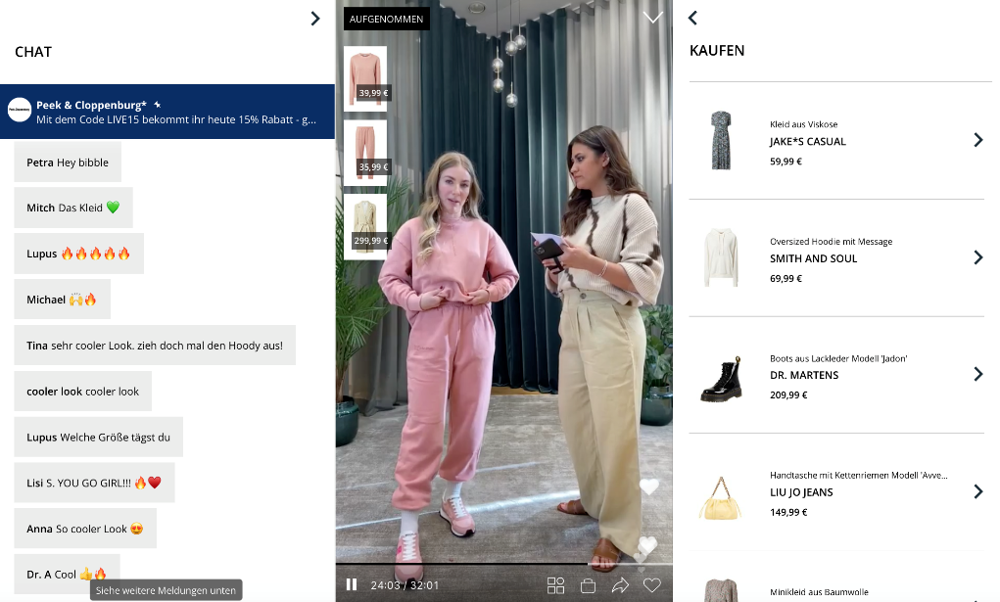 CHAT
Peek & Cloppenburg*
Mit dem Code LIVE15 bekommt ihr heute 15% Rabatt - g...
Petra Hey bibble
Mitch Das Kleid 💚
Lupus 🔥🔥🔥🔥🔥
Michael 🙌🔥
Tina sehr cooler Look. zieh doch mal den Hoody aus!
cooler look cooler look
Lupus Welche Größe tägst du
Lisi S. YOU GO GIRL!!! 🔥❤️
Anna So cooler Look 😍
Dr. A Cool 👍🔥
Siehe weitere Meldungen unten
AUFGENOMMEN
39,99 €
35,99 €
299,99 €
24:03 / 32:01
KAUFEN
Kleid aus Viskose
JAKE*S CASUAL
59,99 €
Oversized Hoodie mit Message
SMITH AND SOUL
69,99 €
Boots aus Lackleder Modell 'Jadon'
DR. MARTENS
209,99 €
Handtasche mit Kettenriemen Modell 'Avve...
LIU JO JEANS
149,99 €
Minikleid aus Baumwolle